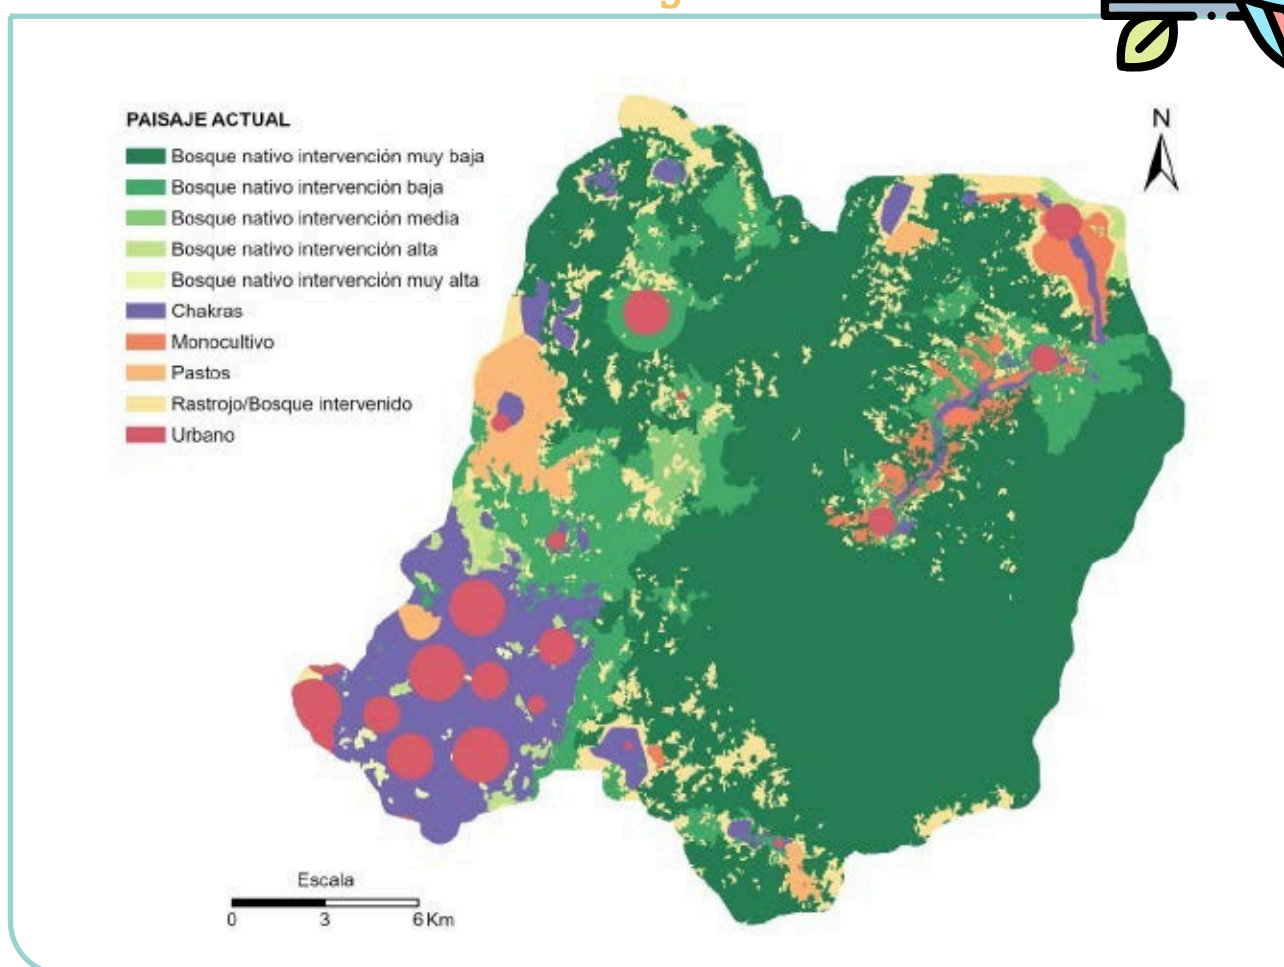 PAISAJE ACTUAL
Bosque nativo intervención muy baja
Bosque nativo intervención baja
Bosque nativo intervención media
Bosque nativo intervención alta
Bosque nativo intervención muy alta
Chakras
Monocultivo
Pastos
Rastrojo/Bosque intervenido
Urbano
N
Escala
0 3 6 Km